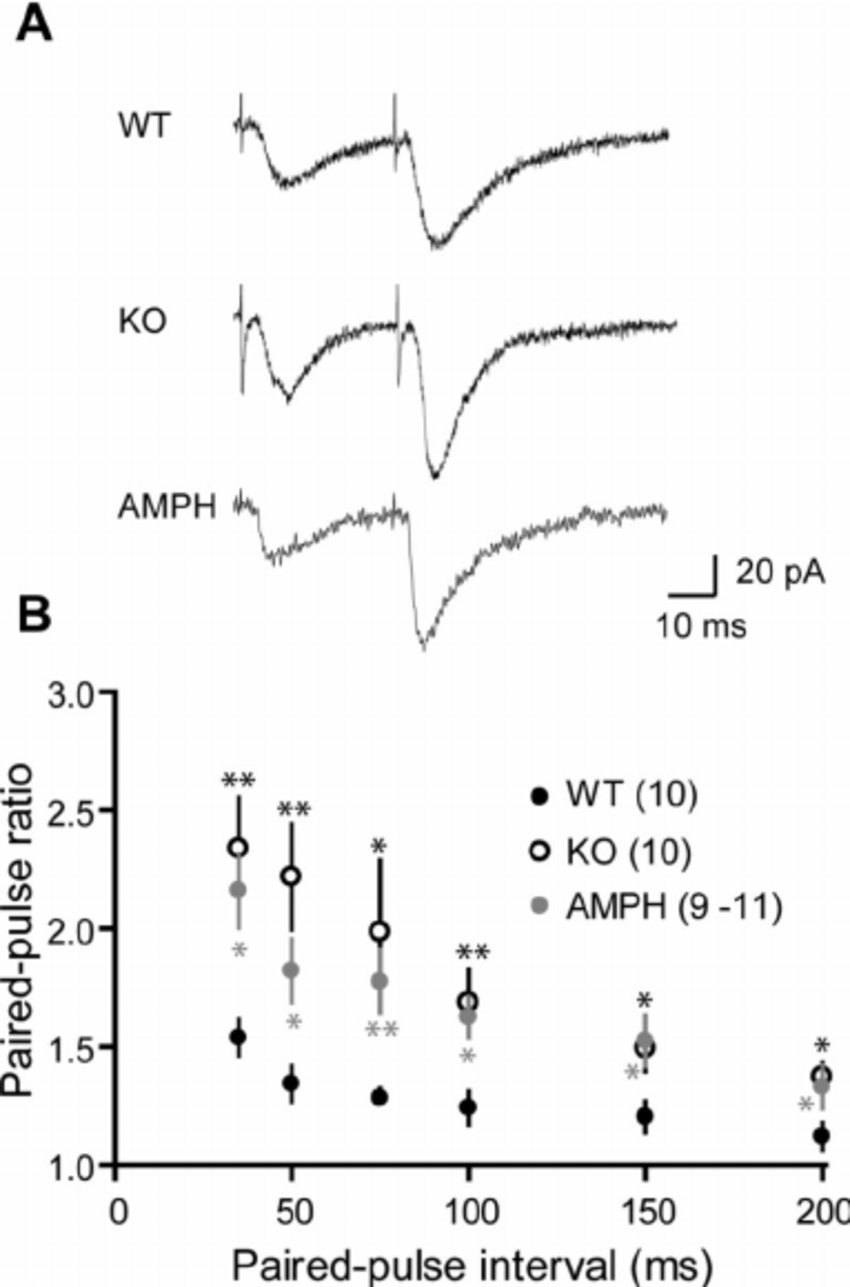 A
WT
KO
AMPH
20 pA
10 ms
B
Paired-pulse ratio
3.0
2.5
2.0
1.5
1.0
** ** * ** * *
* * ** * * *
WT (10)
KO (10)
AMPH (9 -11)
0 50 100 150 200
Paired-pulse interval (ms)